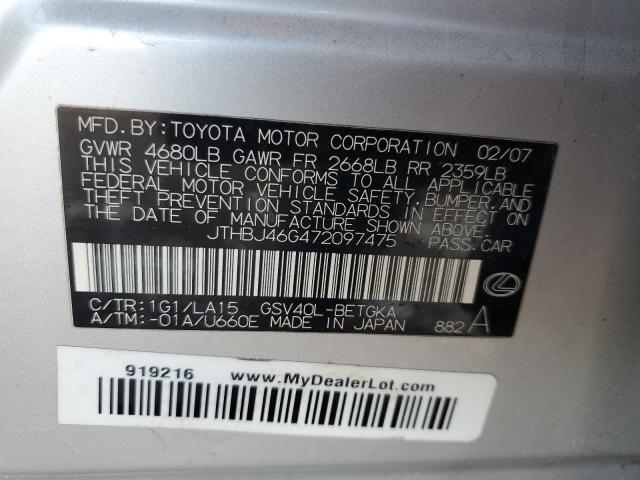 MFD.BY:TOYOTA MOTOR CORPORATION 02/07
GVWR 4680LB GAWR FR 2668LB RR 2359LB
THIS VEHICLE CONFORMS TO ALL APPLICABLE
FEDERAL MOTOR VEHICLE SAFETY,BUMPER,AND
THEFT PREVENTION STANDARDS IN EFFECT ON
THE DATE OF MANUFACTURE SHOWN ABOVE.
JTHBJ46G472097475 PASS.CAR
C/TR:1G1/LA15 GSV40L-BETGKA
A/TM:-01A/U660E MADE IN JAPAN 882 A
919216 www.MyDealerLot.com